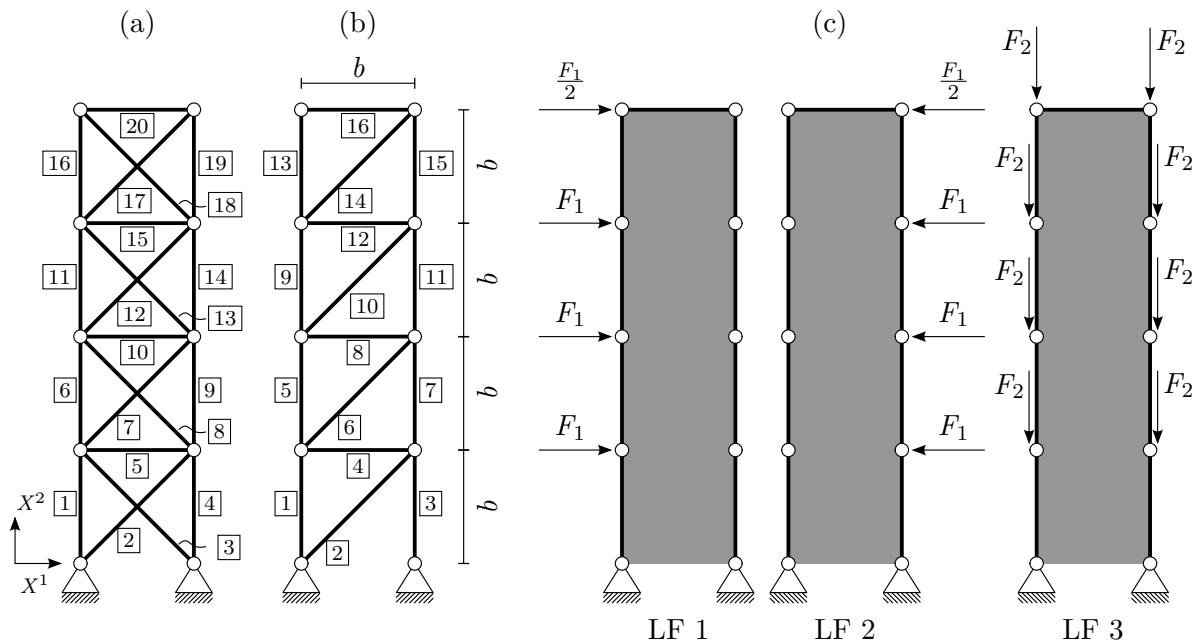 (a) (b) (c)
b
F₁/2 F₁/2 F₂ F₂
20 16
16 19 13 15 b F₂ F₂
17 18 14
F₁ F₁
15 12
11 14 9 11 b F₂ F₂
12 13 10
F₁ F₁
10 8
6 9 5 7 b F₂ F₂
7 8 6
F₁ F₁
5 4
1 4 1 3 b
X²
2 3 2
X¹
LF 1 LF 2 LF 3